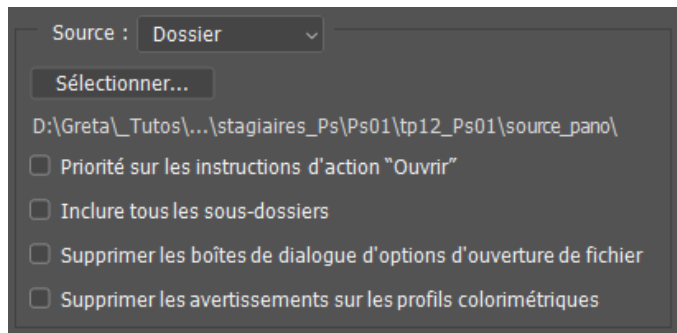 Source : Dossier
Sélectionner...
D:\Greta\_Tutos\...\stagiaires_Ps\Ps01\tp12_Ps01\source_pano\
Priorité sur les instructions d'action "Ouvrir"
Inclure tous les sous-dossiers
Supprimer les boîtes de dialogue d'options d'ouverture de fichier
Supprimer les avertissements sur les profils colorimétriques